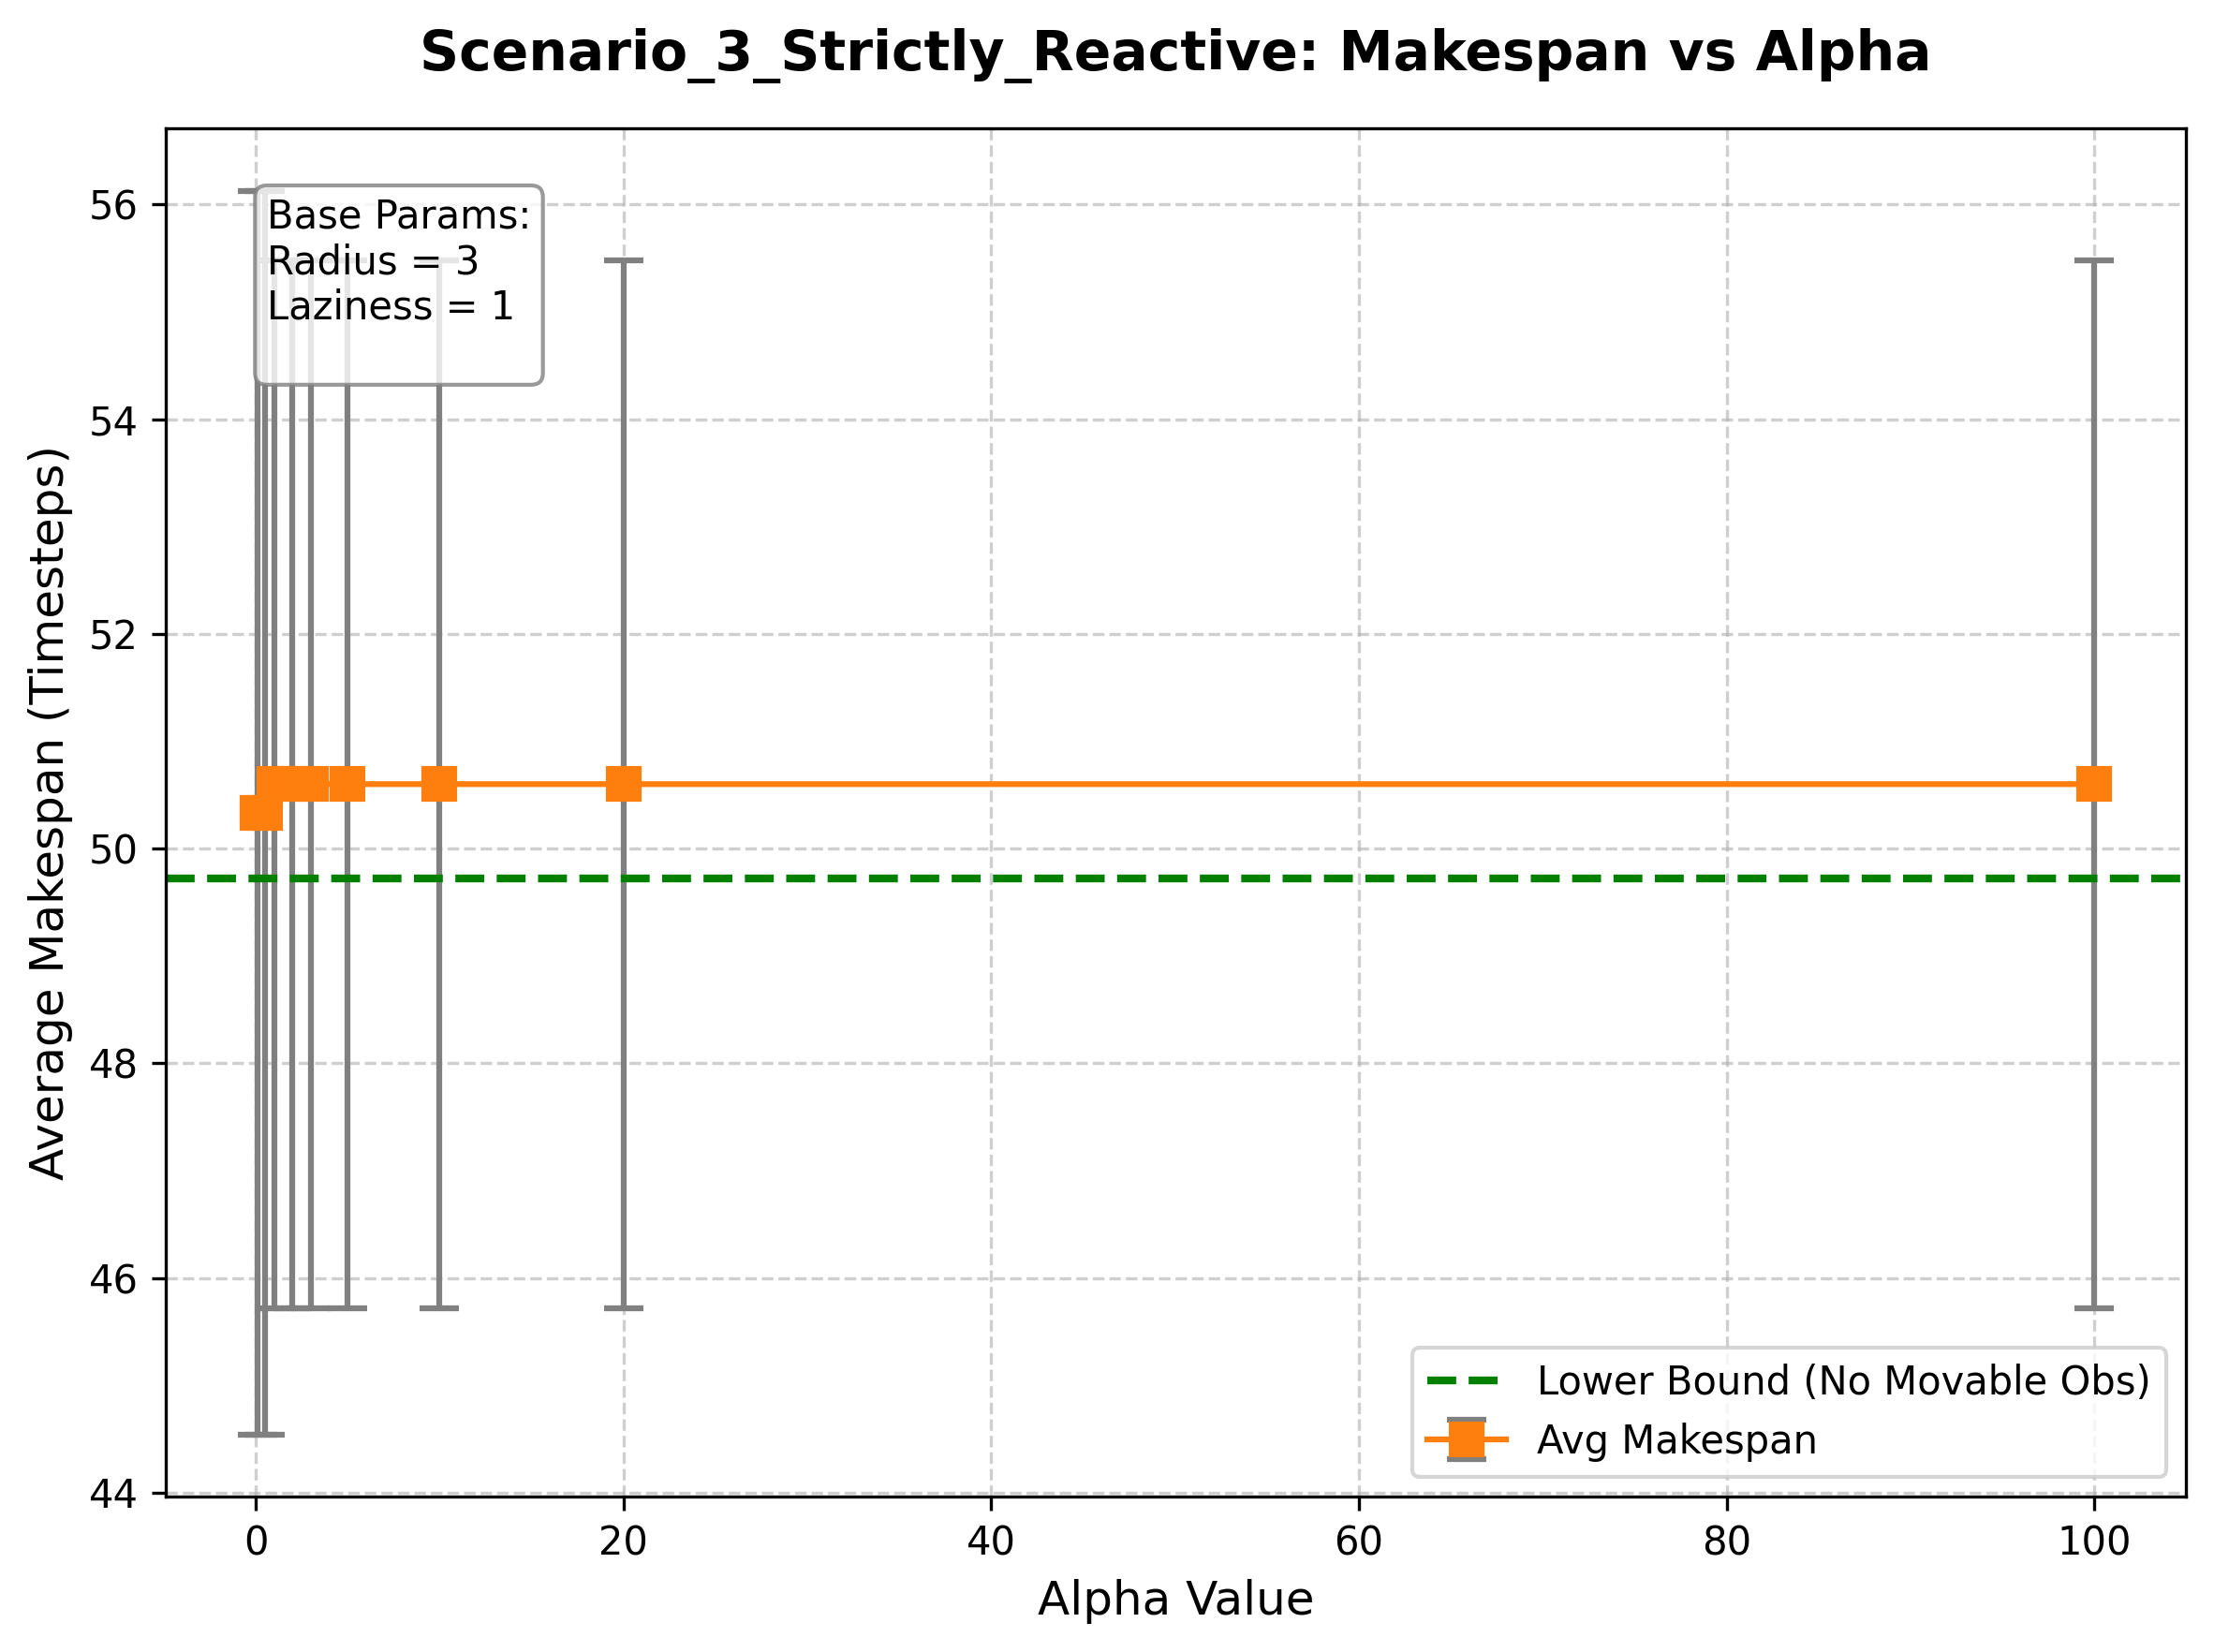 Scenario_3_Strictly_Reactive: Makespan vs Alpha
Average Makespan (Timesteps)
56
54
52
50
48
46
44
Base Params:
Radius = 3
Laziness = 1
Lower Bound (No Movable Obs)
Avg Makespan
0
20
40
60
80
100
Alpha Value